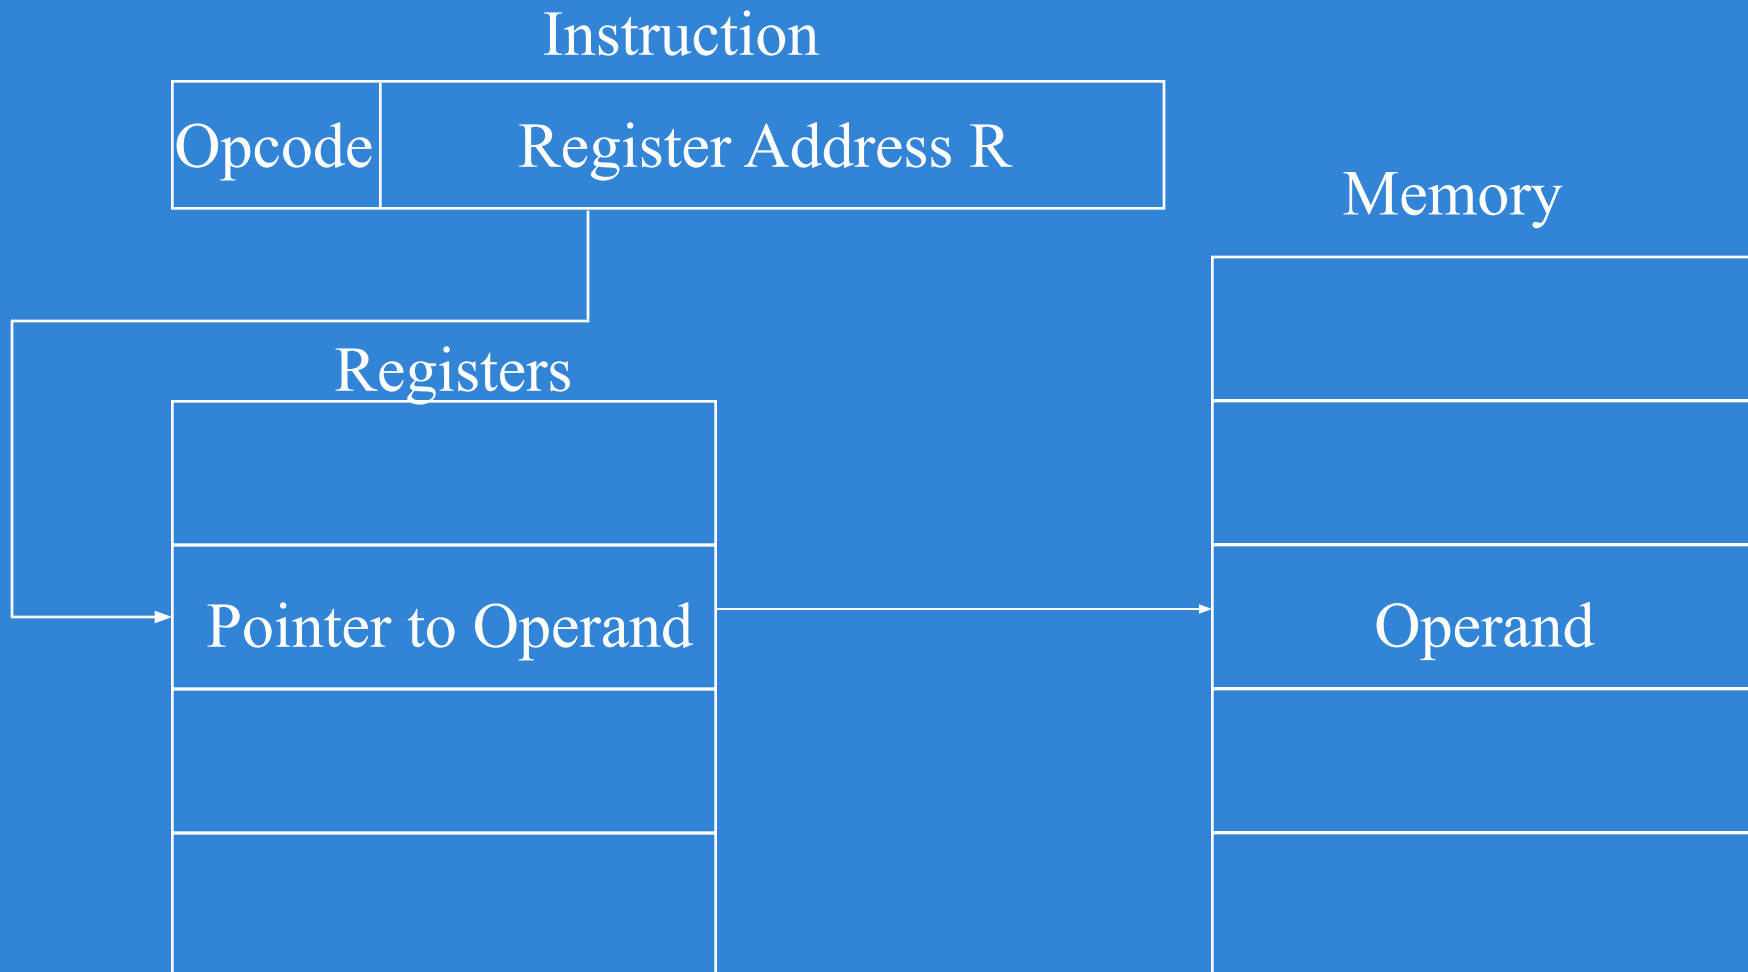 Instruction
Opcode
Register Address R
Memory
Registers
Pointer to Operand
Operand